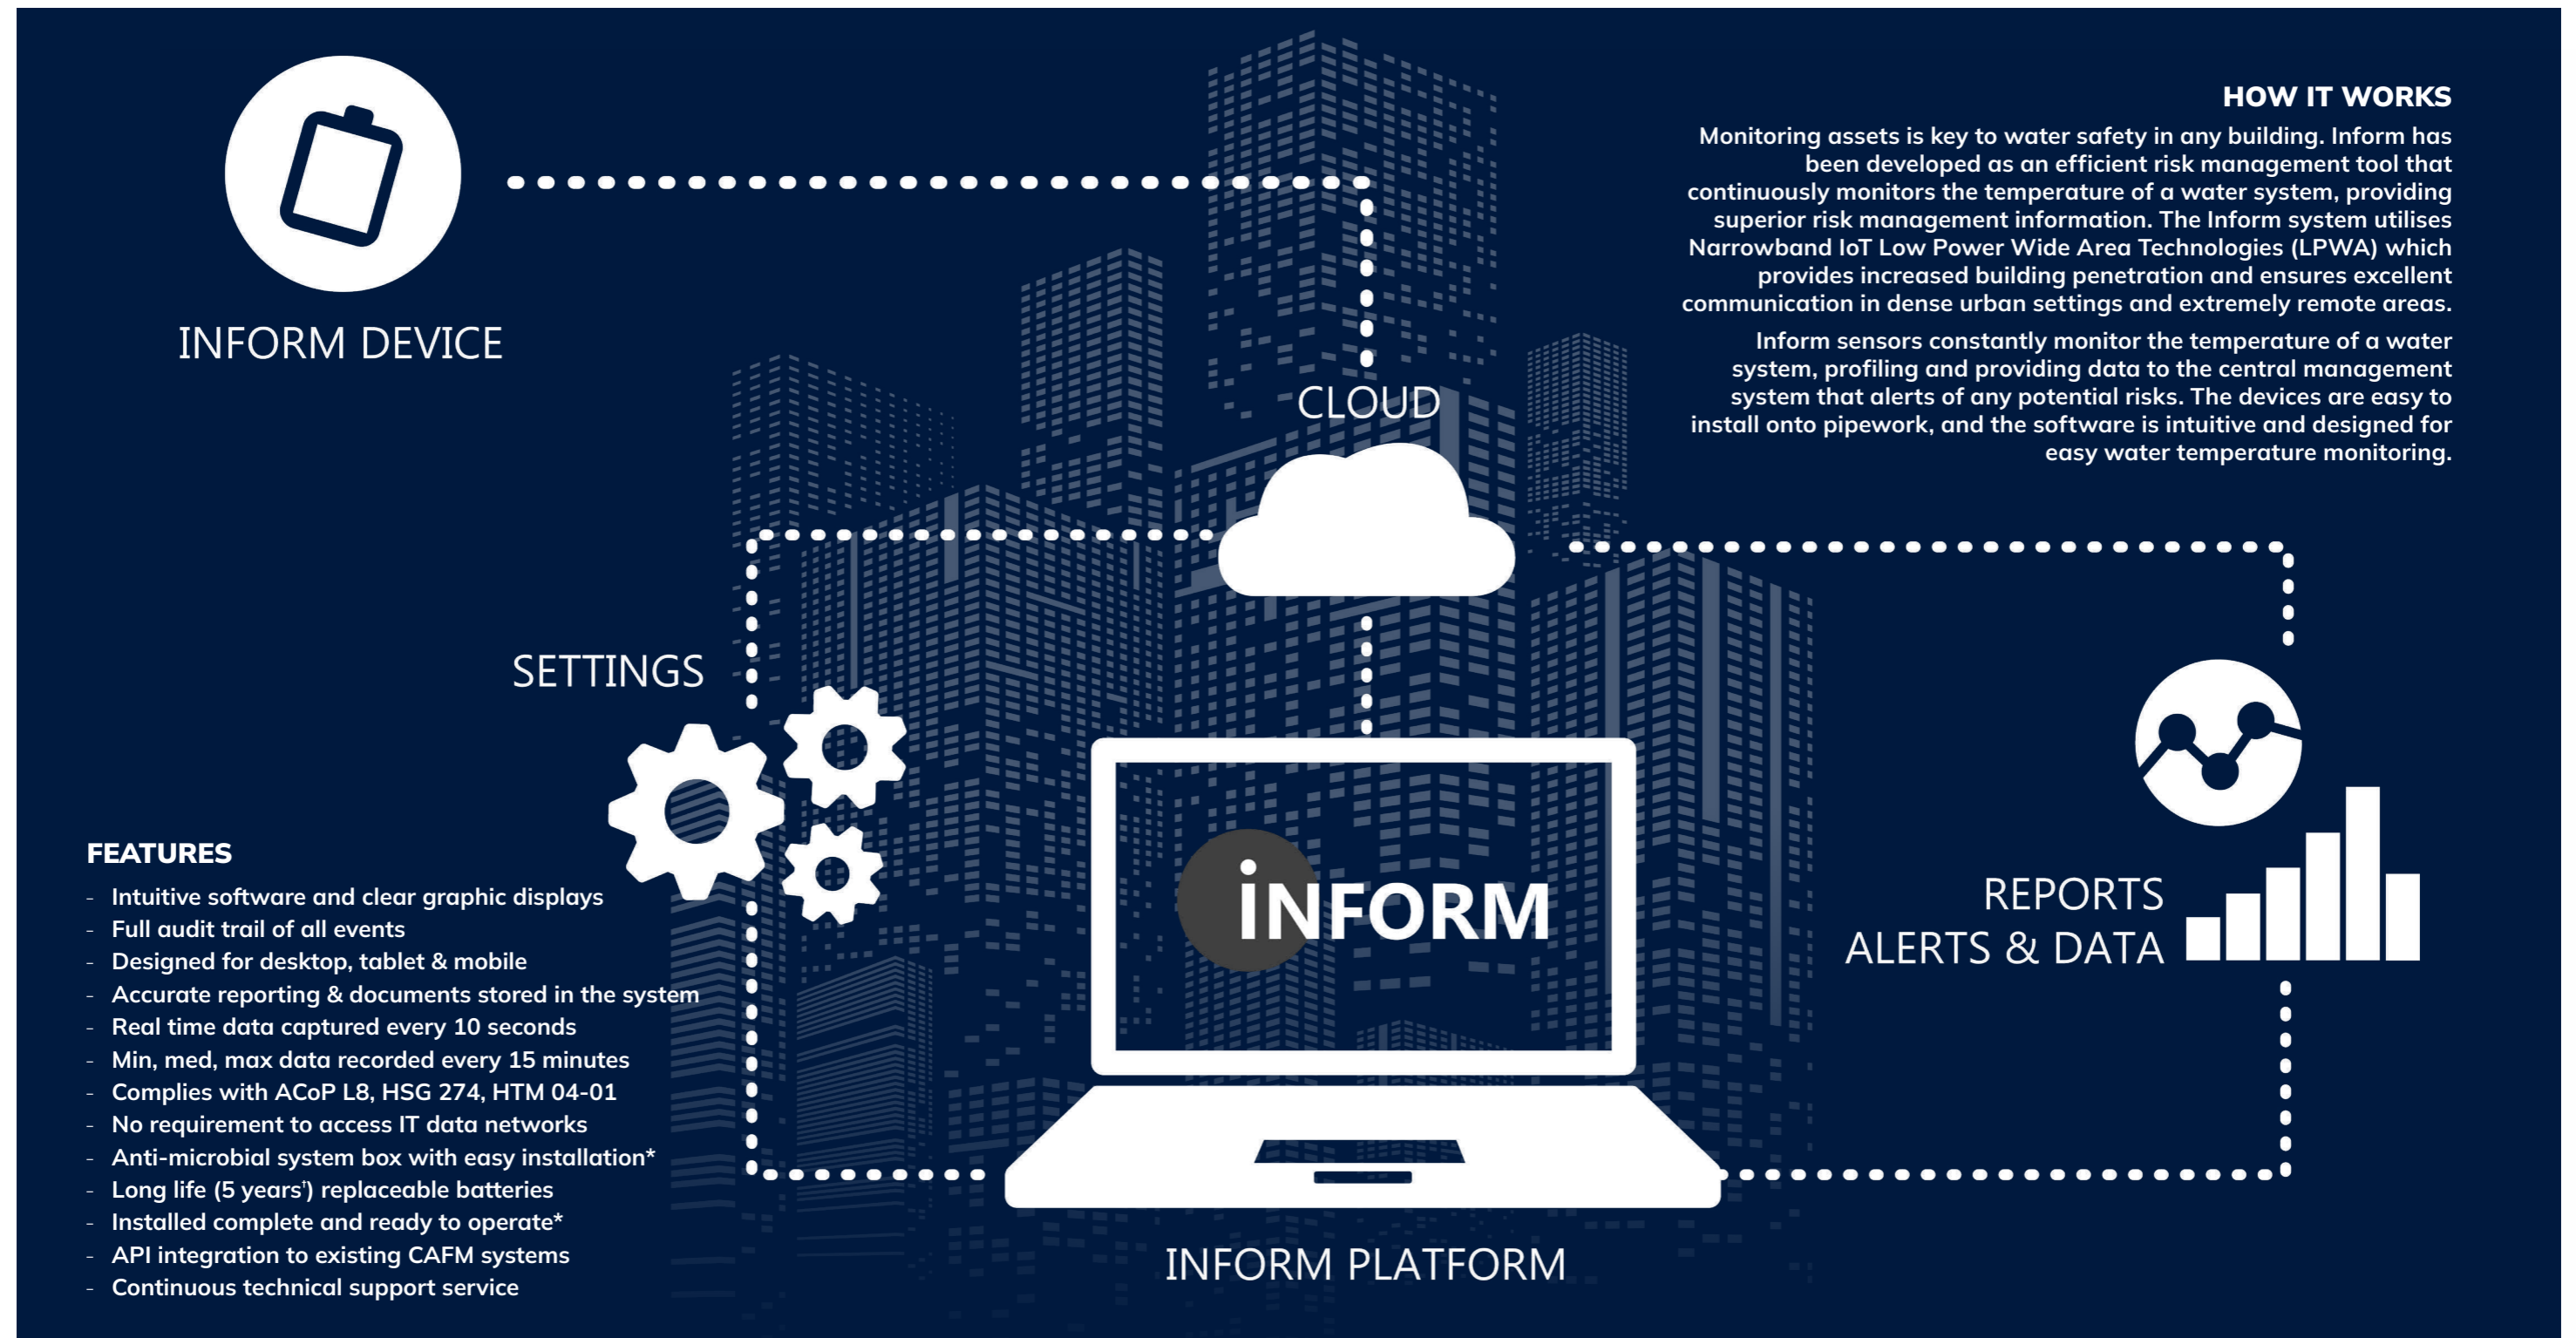 INFORM DEVICE
HOW IT WORKS
Monitoring assets is key to water safety in any building. Inform has
been developed as an efficient risk management tool that
continuously monitors the temperature of a water system, providing
superior risk management information. The Inform system utilises
Narrowband IoT Low Power Wide Area Technologies (LPWA) which
provides increased building penetration and ensures excellent
communication in dense urban settings and extremely remote areas.
Inform sensors constantly monitor the temperature of a water
system, profiling and providing data to the central management
system that alerts of any potential risks. The devices are easy to
install onto pipework, and the software is intuitive and designed for
easy water temperature monitoring.
CLOUD
SETTINGS
FEATURES
- Intuitive software and clear graphic displays
- Full audit trail of all events
- Designed for desktop, tablet & mobile
- Accurate reporting & documents stored in the system
- Real time data captured every 10 seconds
- Min, med, max data recorded every 15 minutes
- Complies with ACoP L8, HSG 274, HTM 04-01
- No requirement to access IT data networks
- Anti-microbial system box with easy installation*
- Long life (5 years†) replaceable batteries
- Installed complete and ready to operate*
- API integration to existing CAFM systems
- Continuous technical support service
iNFORM
INFORM PLATFORM
REPORTS
ALERTS & DATA